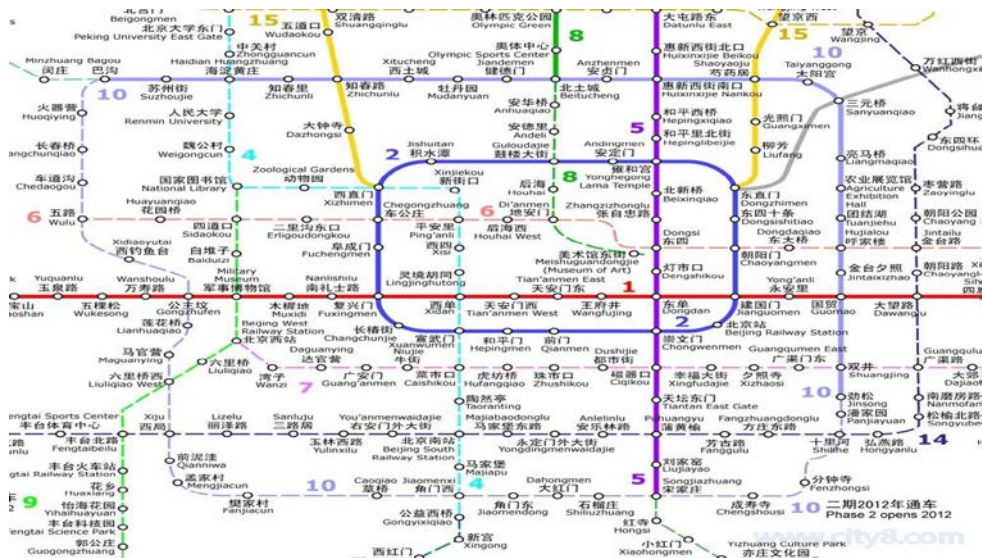 北宫门
Beigongmen
北京大学东门
Peking University East Gate
中关村
Zhongguancun
海淀黄庄
Haidian Huangzhuang
15
五道口
Wudaokou
双清路
Shuangqinglu
奥林匹克公园
Olympic Green
8
奥体中心
Olympic Sports Center
大屯路东
Datunlu East
惠新西街北口
Huixinxijie Beikou
15
望京西
望京
Wangjing
万红西街
Wanhongxi
Minzhuang Bagou
闵庄
巴沟
10
苏州街
Suzhoujie
知春里
Zhichunli
知春路
Zhichunlu
Xitucheng
西土城
牡丹园
Mudanyuan
Jiandemen
健德门
北土城
Beitucheng
Anzhenmen
安贞门
惠新西街南口
Huixinxijie Nankou
Shaoyaoju
芍药居
Taiyanggong
太阳宫
10
火器营
Huoqiying
人民大学
Renmin University
大钟寺
Dazhongsi
安华桥
Anhuaqiao
和平西桥
Hepingxiqiao
光熙门
Guangximen
三元桥
Sanyuanqiao
将台
长春桥
angchunqiao
魏公村
Weigongcun
4
2
Jishuitan
积水潭
安德里
Andeli
Guloudajie
鼓楼大街
Andingmen
安定门
5
和平里北街
Hepinglibeijie
柳芳
Liufang
亮马桥
Liangmaqiao
东四环
车道沟
Chedaogou
国家图书馆
National Library
Zoological Gardens
动物园
西直门
Xizhimen
Xinjiekou
新街口
后海
Houhai
8
雍和宫
Yonghegong
Lama Temple
北新桥
Beixinqiao
东直门
Dongzhimen
农业展览馆
Agriculture
Exhibition
Hall
枣营路
Zaoyinglu
6
五路
Wulu
Huayuanqiao
花园桥
四道口
Sidaokou
二里沟东口
Erligoudongkou
Chegongzhuang
车公庄
平安里
Ping'anli
6
Di'anmen
地安门
后海西
Houhai West
Zhangzizhonglu
张自忠路
东四十条
Dongsishitiao
Dongdaqiao
东大桥
团结湖
Tuanjiehu
Hujialou
呼家楼
朝阳公园
Jintailu
金台路
Xidiaoyutai
西钓鱼台
白堆子
Baiduizi
阜成门
Fuchengmen
西四
Xisi
美术馆东街
Meishuguandongjie
(Museum of Art)
Dongsi
东四
朝阳门
Chaoyangmen
金台夕照
Jintaixizhao
朝阳路
灵境胡同
Lingjinghutong
灯市口
Dengshikou
Yuquanlu
玉泉路
五棵松
Wukesong
Wanshoulu
万寿路
公主坟
Gongzhufen
Military
Museum
军事博物馆
木樨地
Muxidi
Nanlishilu
南礼士路
复兴门
Fuxingmen
西单
Xidan
天安门西
Tian'anmen West
Tian'anmen East
天安门东
1
王府井
Wangfujing
东单
Dongdan
建国门
Jianguomen
Yong'anli
永安里
国贸
Guomao
大望路
Dawanglu
莲花桥
Lianhuaqiao
Beijing West
Railway Station
北京西站
长椿街
Changchunjie
Xuanwumen
宣武门
和平门
Hepingmen
前门
Qianmen
2
崇文门
Chongwenmen
北京站
Beijing Railway Station
马官营
Maguanying
六里桥
Liuliqiao
湾子
Wanzi
Daguanying
达官营
7
广安门
Guang'anmen
Niujie
牛街
菜市口
Caishikou
虎坊桥
Hufangqiao
珠市口
Zhushikou
Dushijie
都市街
磁器口
Ciqikou
幸福大街
Xingfudajie
夕照寺
Xizhaosi
Guangqumen East
广渠门东
双井
Shuangjing
广渠路
大郊
六里桥西
Liuliqiao West
陶然亭
Taoranting
天坛东门
Tiantan East Gate
10
劲松
Jinsong
潘家园
Panjiayuan
南磨房路
松榆北路
14
engtai Sports Center
丰台体育中心
丰台北路
Fengtaibeilu
Xiju
西局
Lizelu
丽泽路
Sanluju
三路居
玉林西路
Yulinxilu
You'anmenwaidajie
右安门外大街
北京南站
Beijing South
Railway Station
Majiabaodonglu
马家堡东路
永定门外大街
Yongdingmenwaidajie
Anlelinlu
安乐林路
Puhuangyu
蒲黄榆
芳古路
Fanggulu
Fangzhuangdonglu
方庄东路
十里河
Shilihe
弘燕路
Hongyanlu
丰台火车站
tai Railway Station
前泥洼
Qianniwa
孟家村
Mengjiacun
马家堡
Majiapu
刘家窑
Liujiayao
9
花乡
Huaxiang
怡海花园
Yihaihuayuan
丰台科技园
engtai Science Park
郭公庄
Guogongzhuang
樊家村
Fanjiacun
10
Caoqiao
草桥
Jiaomenxi
角门西
4
角门东
Jiaomendong
Dahongmen
大红门
石榴庄
Shiliuzhuang
5
Songjiazhuang
宋家庄
成寿寺
Chengshousi
分钟寺
Fenzhongsi
10
公益西桥
Gongyixiqiao
新宫
Xingong
西红门
红寺
Hongsi
小红门
Xiaohongmen
Yizhuang Culture Park
亦庄文化园
二期2012年通车
Phase 2 opens 2012
www.city8.com